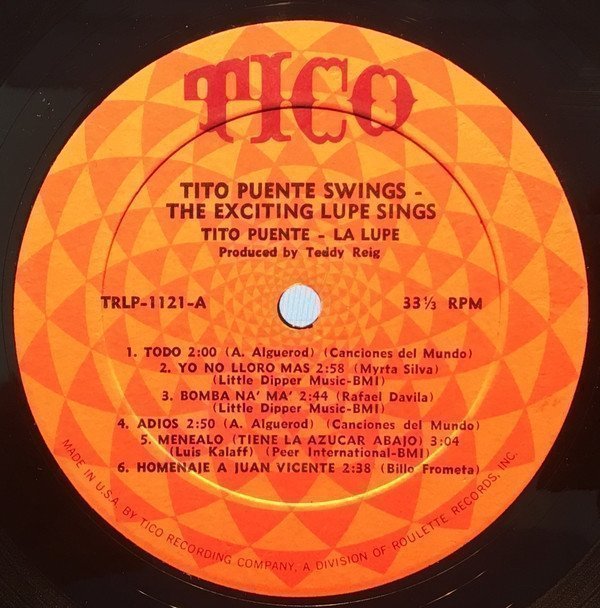 TICO
TITO PUENTE SWINGS -
THE EXCITING LUPE SINGS
TITO PUENTE - LA LUPE
Produced by Teddy Reig
TRLP-1121-A 33⅓ RPM
1. TODO 2:00 (A. Alguerod) (Canciones del Mundo)
2. YO NO LLORO MAS 2:58 (Myrta Silva)
(Little Dipper Music-BMI)
3. BOMBA NA' MA' 2:44 (Rafael Davila)
(Little Dipper Music-BMI)
4. ADIOS 2:50 (A. Alguerod) (Canciones del Mundo)
5. MENEALO (TIENE LA AZUCAR ABAJO) 3:04
(Luis Kalaff) (Peer International-BMI)
6. HOMENAJE A JUAN VICENTE 2:38 (Billo Frometa)
MADE IN U.S.A. BY TICO RECORDING COMPANY, A DIVISION OF ROULETTE RECORDS, INC.